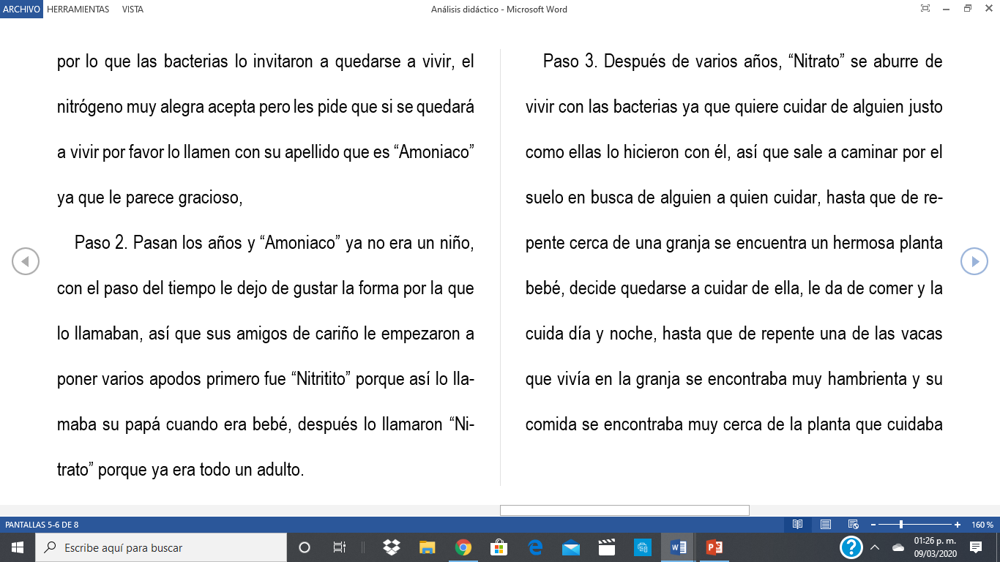 ARCHIVO HERRAMIENTAS VISTA
Análisis didáctico - Microsoft Word
por lo que las bacterias lo invitaron a quedarse a vivir, el
nitrógeno muy alegra acepta pero les pide que si se quedará
a vivir por favor lo llamen con su apellido que es “Amoniaco”
ya que le parece gracioso,
Paso 2. Pasan los años y “Amoniaco” ya no era un niño,
con el paso del tiempo le dejo de gustar la forma por la que
lo llamaban, así que sus amigos de cariño le empezaron a
poner varios apodos primero fue “Nitritito” porque así lo lla-
maba su papá cuando era bebé, después lo llamaron “Ni-
trato” porque ya era todo un adulto.
Paso 3. Después de varios años, “Nitrato” se aburre de
vivir con las bacterias ya que quiere cuidar de alguien justo
como ellas lo hicieron con él, así que sale a caminar por el
suelo en busca de alguien a quien cuidar, hasta que de re-
pente cerca de una granja se encuentra un hermosa planta
bebé, decide quedarse a cuidar de ella, le da de comer y la
cuida día y noche, hasta que de repente una de las vacas
que vivía en la granja se encontraba muy hambrienta y su
comida se encontraba muy cerca de la planta que cuidaba
PANTALLAS 5-6 DE 8
160 %
Escribe aquí para buscar
01:26 p. m.
09/03/2020